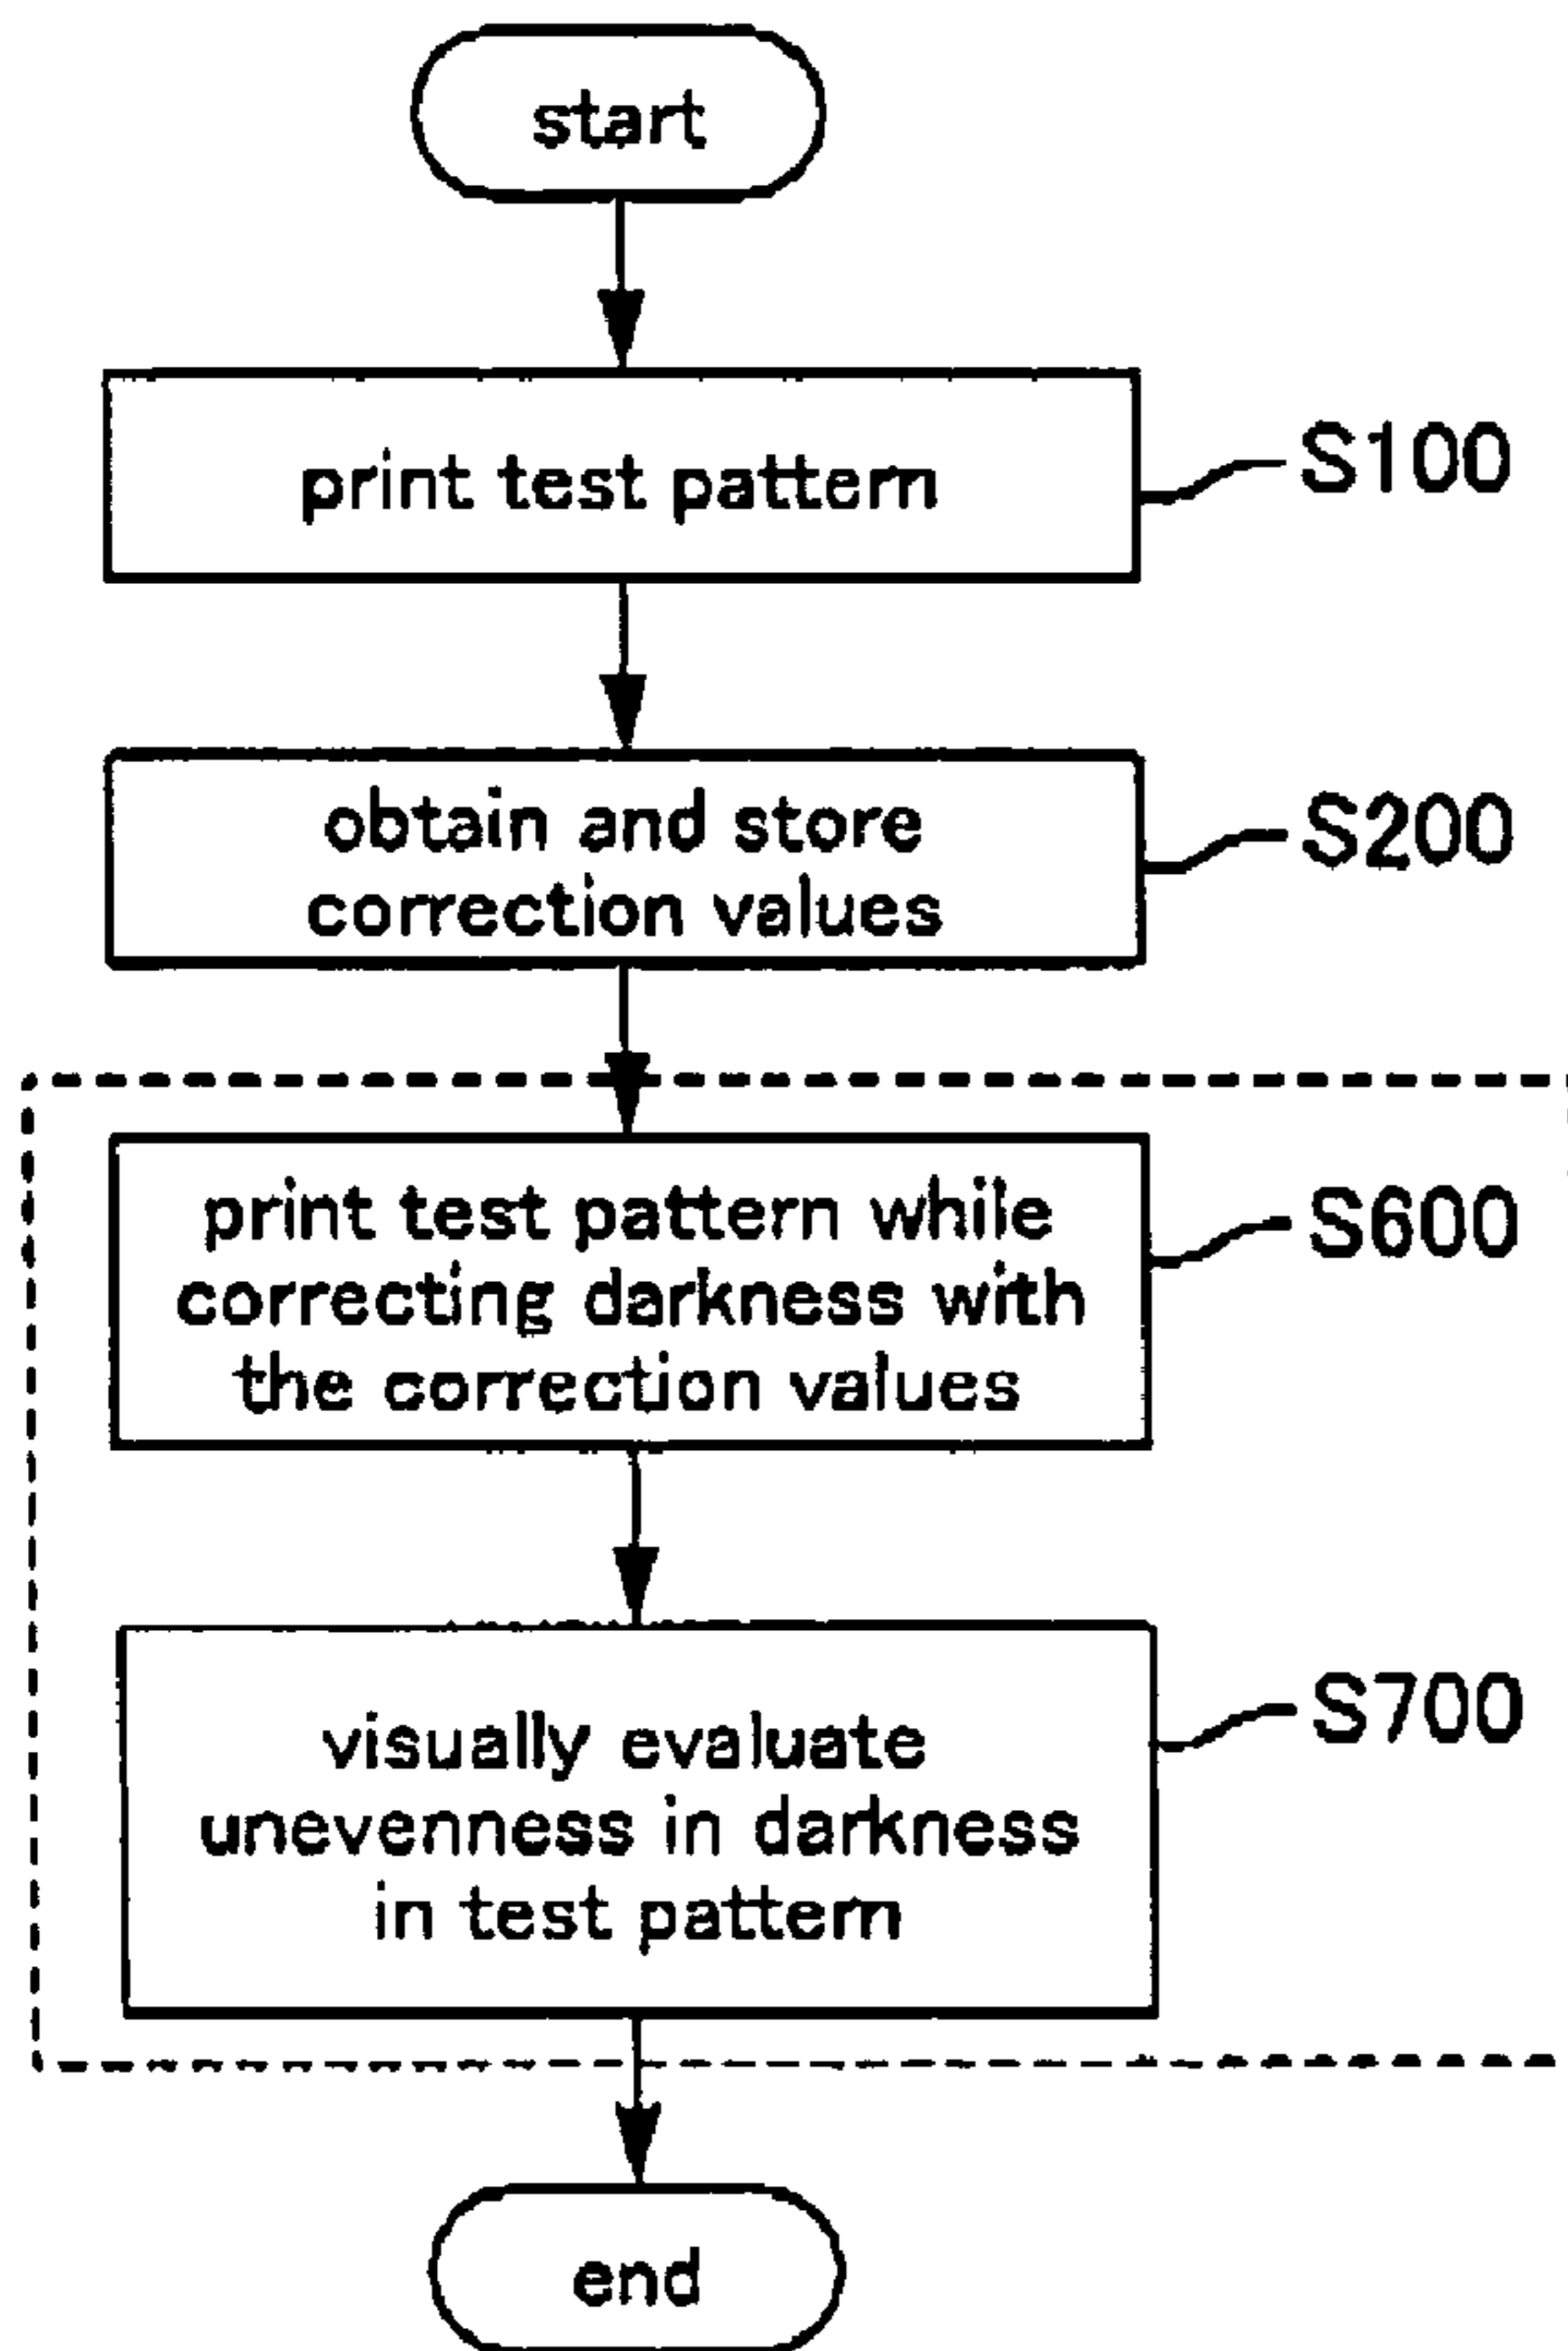 start
print test pattern
S100
obtain and store
correction values
S200
print test pattern while
correcting darkness with
the correction values
S600
visually evaluate
unevenness in darkness
in test pattern
S700
end